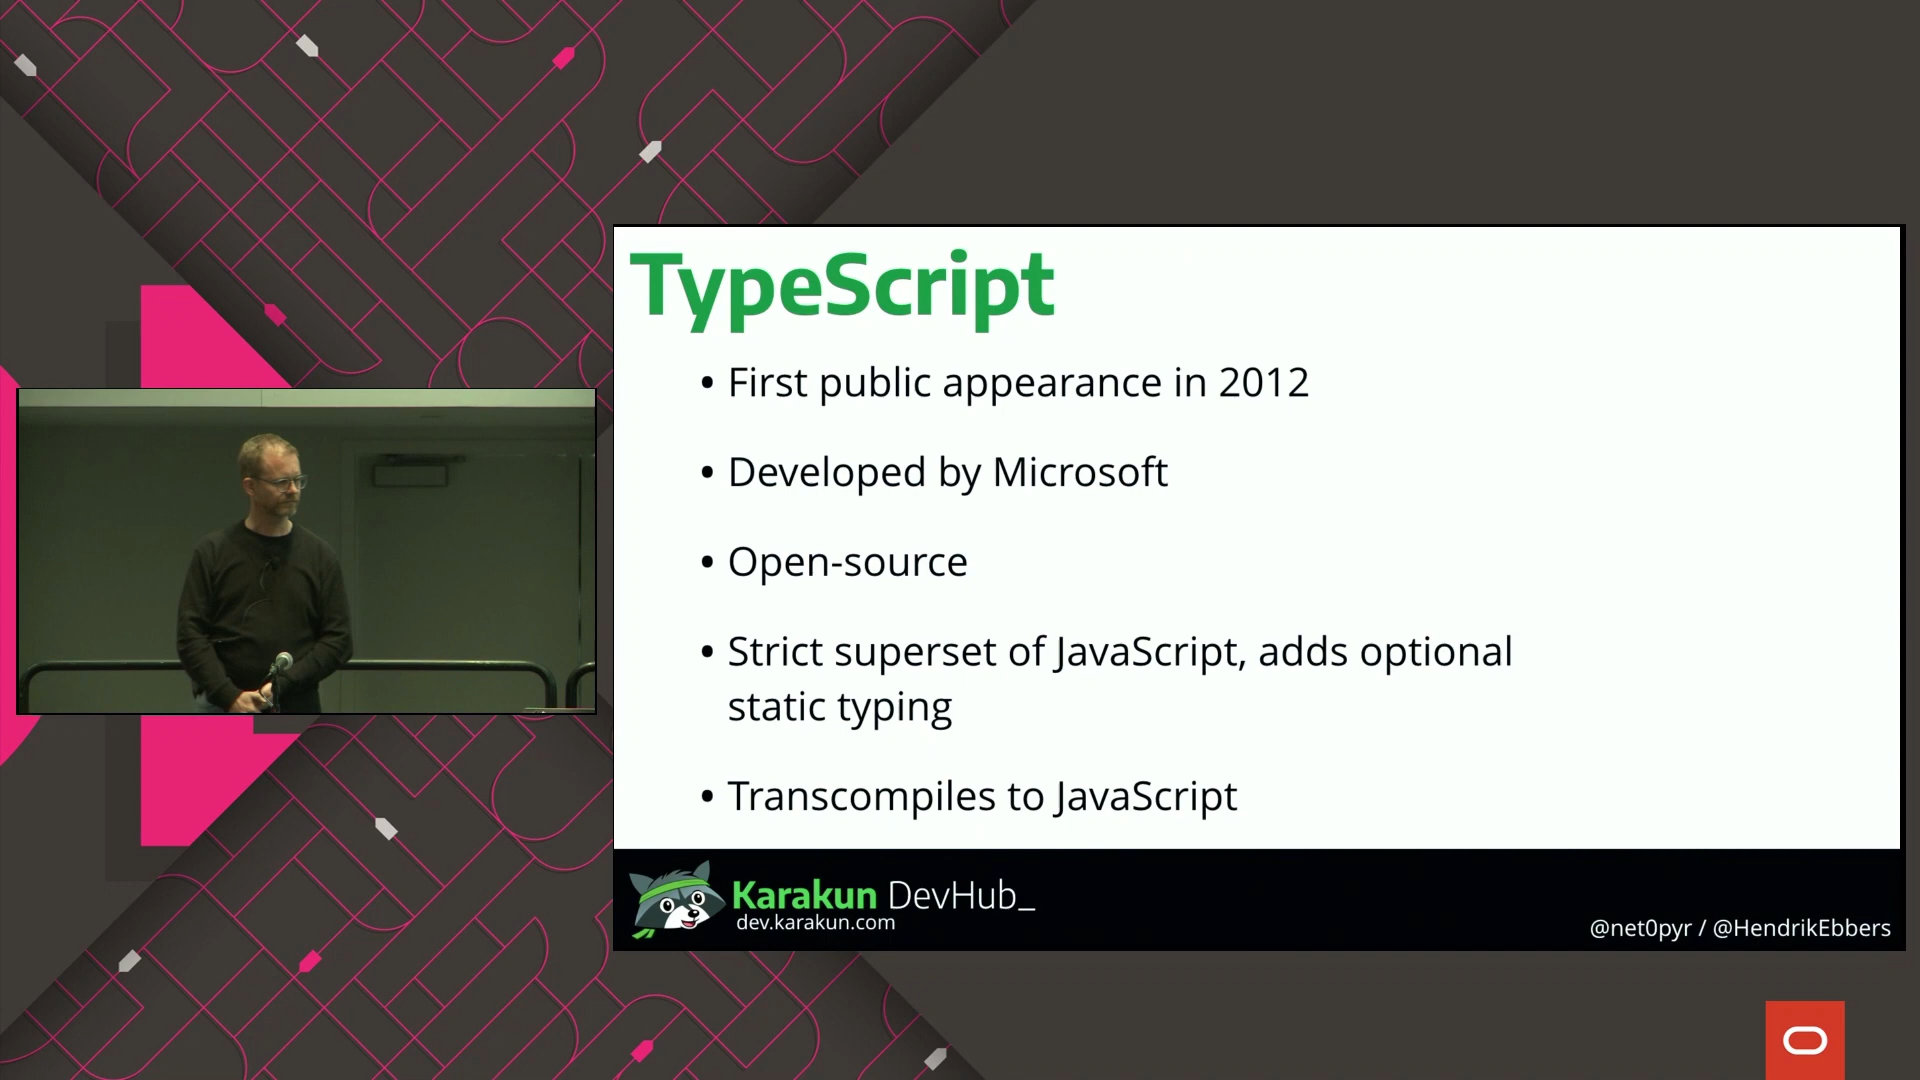 TypeScript
• First public appearance in 2012
• Developed by Microsoft
• Open-source
• Strict superset of JavaScript, adds optional
static typing
• Transcompiles to JavaScript
Karakun DevHub_
dev.karakun.com
@net0pyr / @HendrikEbbers